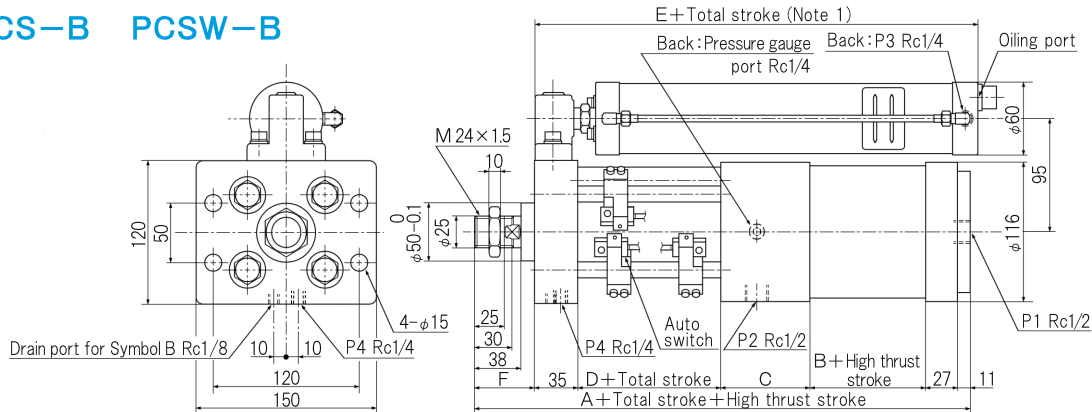 CS-B PCSW-B
E+Total stroke (Note 1)
Back:Pressure gauge
port Rc1/4
Back:P3 Rc1/4
Oiling port
φ60
M24×1.5
10
95
120
50
0
φ50-0.1
φ25
φ116
25
30
38
4-φ15
Auto
switch
P1 Rc1/2
Drain port for Symbol B Rc1/8
10
10
P4 Rc1/4
P4 Rc1/4
P2 Rc1/2
120
150
F
35
D+Total stroke
C
B+High thrust
stroke
27
11
A+Total stroke+High thrust stroke